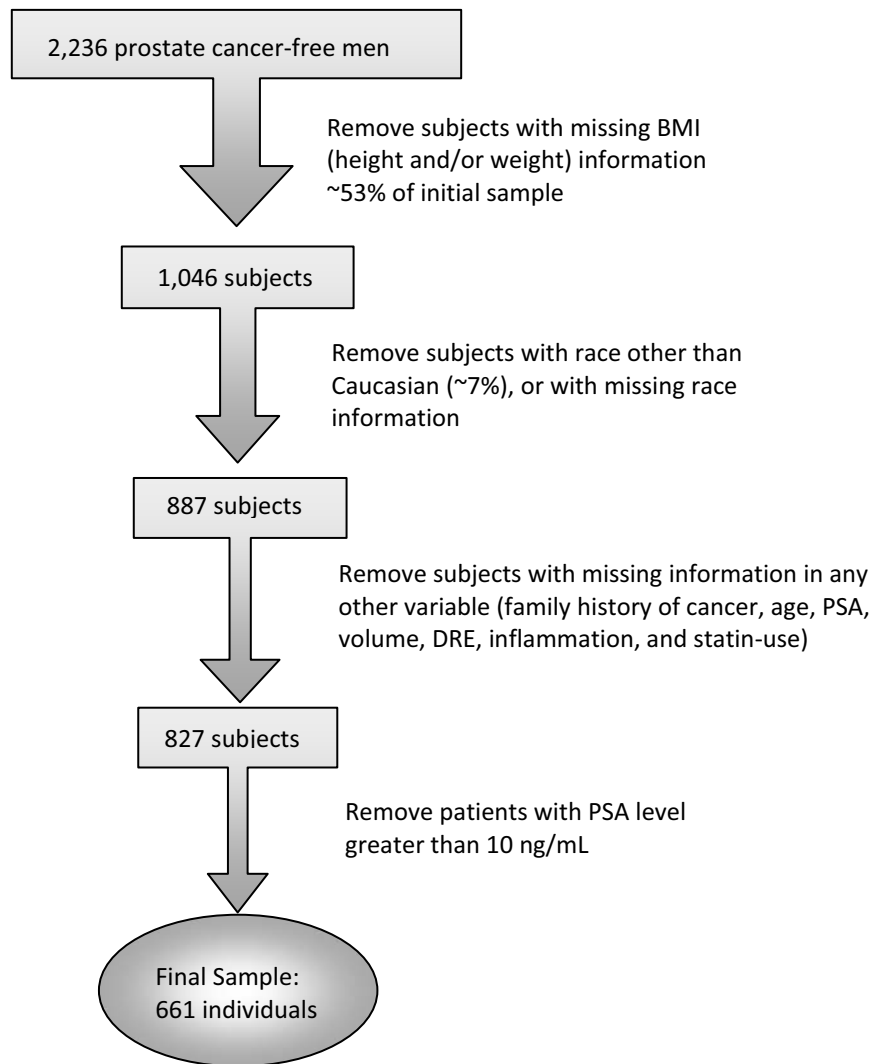 2,236 prostate cancer-free men
Remove subjects with missing BMI
(height and/or weight) information
~53% of initial sample
1,046 subjects
Remove subjects with race other than
Caucasian (~7%), or with missing race
information
887 subjects
Remove subjects with missing information in any
other variable (family history of cancer, age, PSA,
volume, DRE, inflammation, and statin-use)
827 subjects
Remove patients with PSA level
greater than 10 ng/mL
Final Sample:
661 individuals